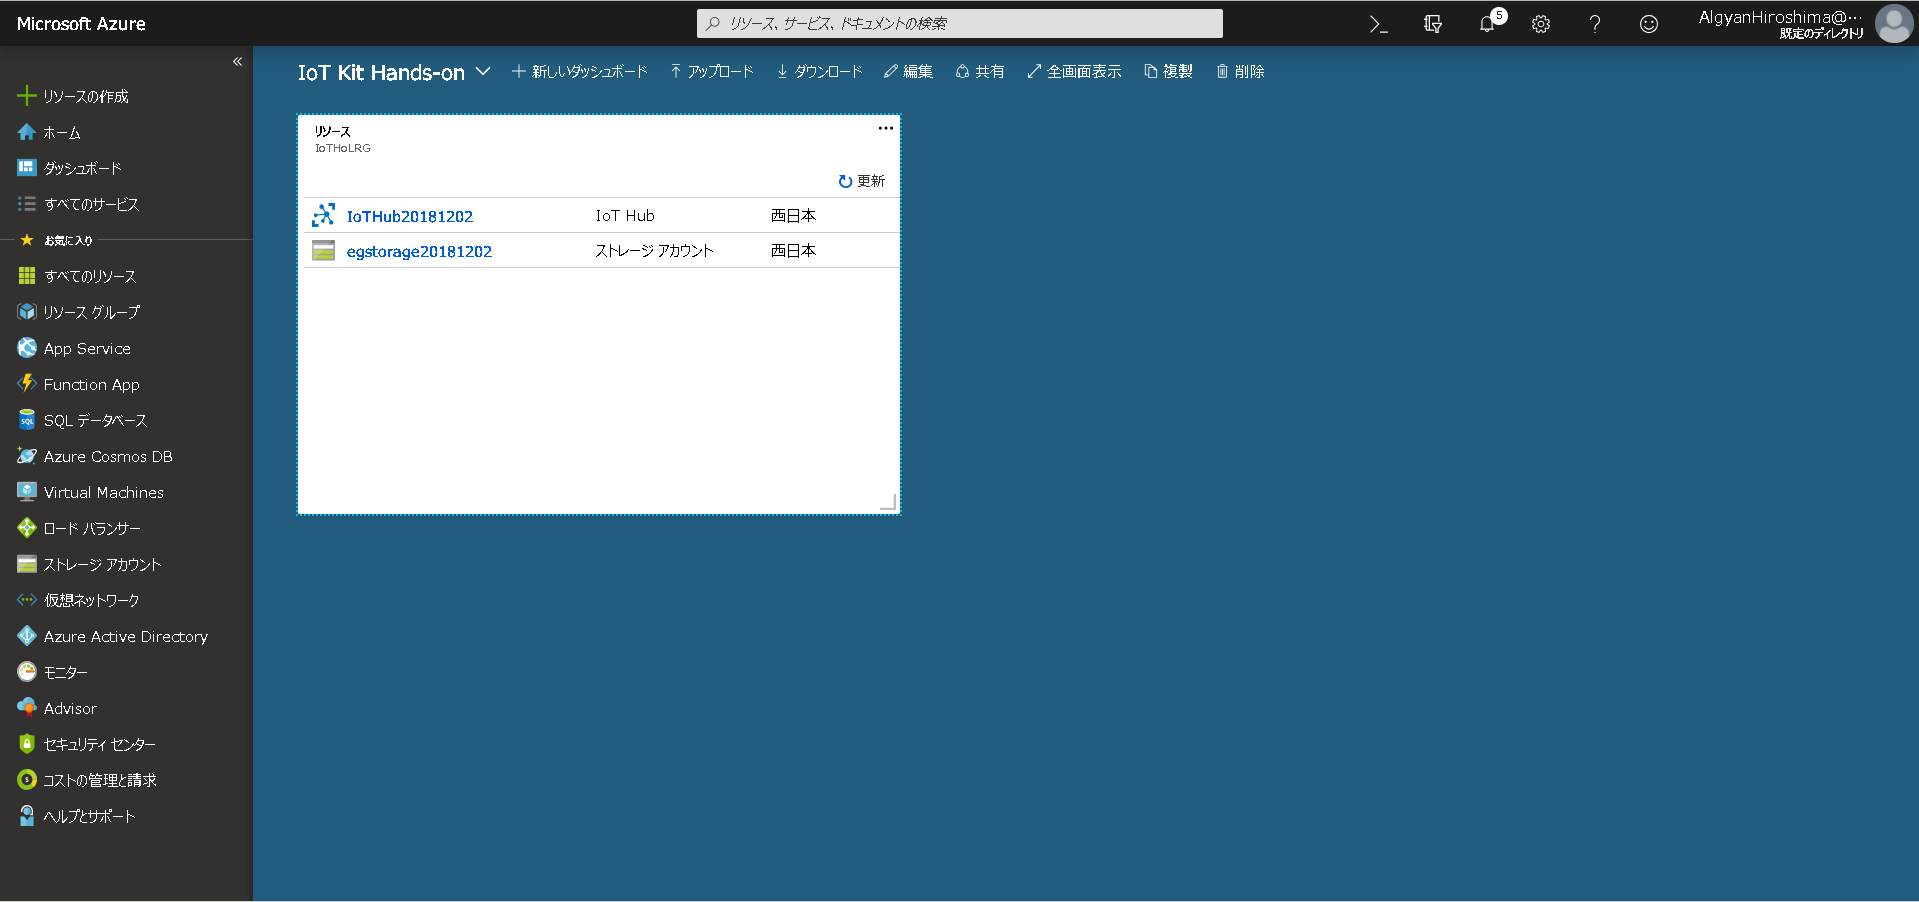 Microsoft Azure
リソース、サービス、ドキュメントの検索
5
AlgyanHiroshima@···
既定のディレクトリ
リソースの作成
ホーム
ダッシュボード
すべてのサービス
お気に入り
すべてのリソース
リソース グループ
App Service
Function App
SQL データベース
Azure Cosmos DB
Virtual Machines
ロード バランサー
ストレージ アカウント
仮想ネットワーク
Azure Active Directory
モニター
Advisor
セキュリティ センター
コストの管理と請求
ヘルプとサポート
IoT Kit Hands-on 新しいダッシュボード アップロード ダウンロード 編集 共有 全画面表示 複製 削除
リソース
IoTHoLRG
更新
IoTHub20181202 IoT Hub 西日本
egstorage20181202 ストレージ アカウント 西日本